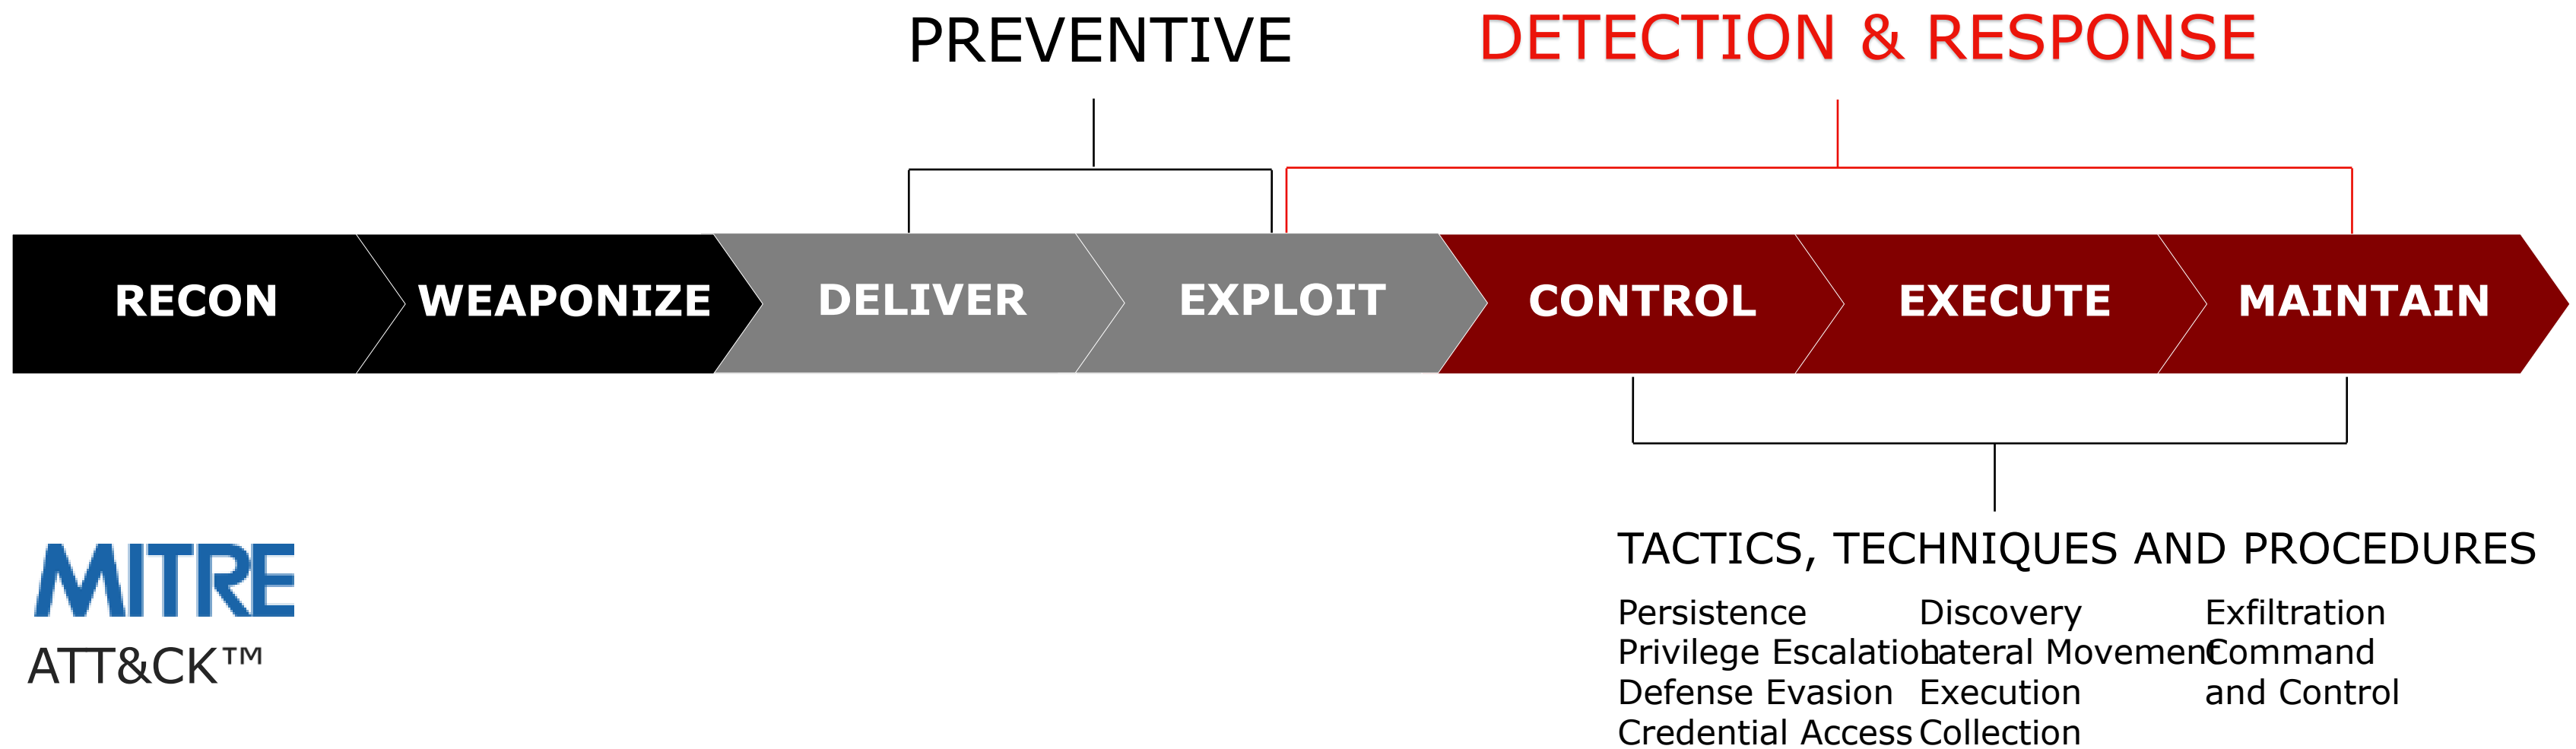 PREVENTIVE
DETECTION & RESPONSE
RECON
WEAPONIZE
DELIVER
EXPLOIT
CONTROL
EXECUTE
MAINTAIN
MITRE
ATT&CK™
TACTICS, TECHNIQUES AND PROCEDURES
Persistence
Privilege Escalation
Defense Evasion
Credential Access
Discovery
Lateral Movement
Execution
Collection
Exfiltration
Command
and Control